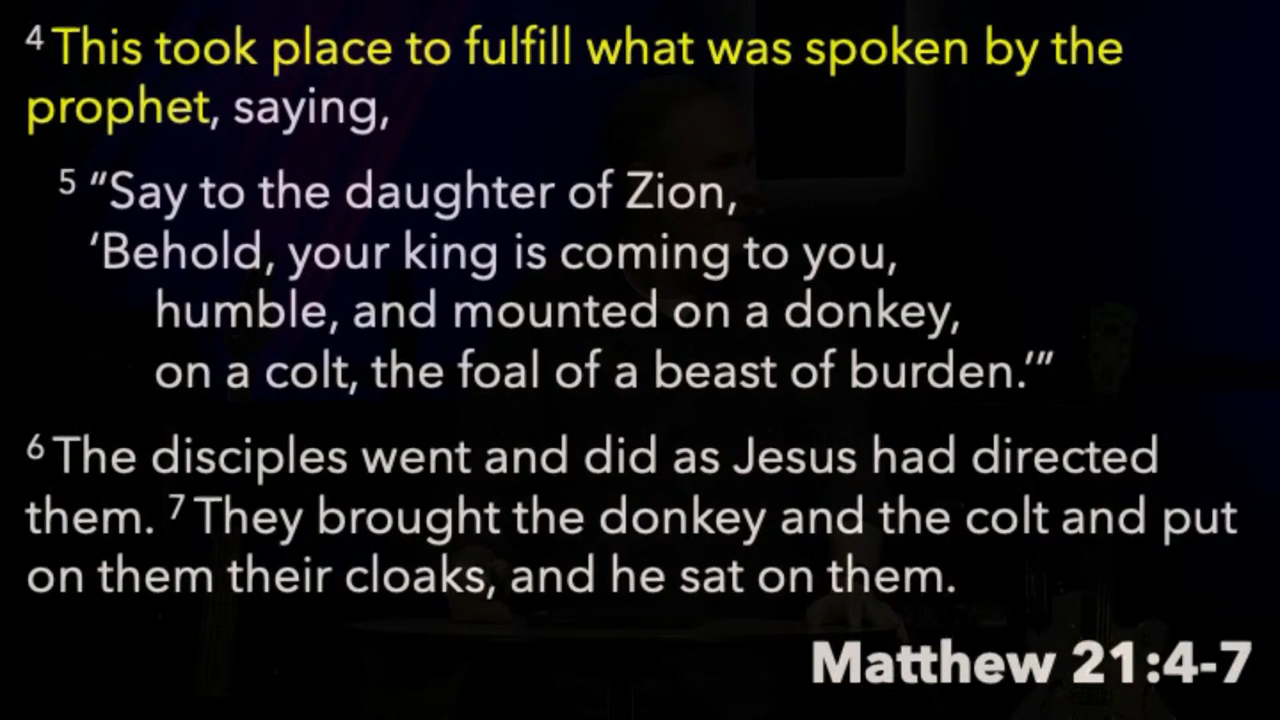 4 This took place to fulfill what was spoken by the
prophet, saying,
5 “Say to the daughter of Zion,
‘Behold, your king is coming to you,
humble, and mounted on a donkey,
on a colt, the foal of a beast of burden.’”
6 The disciples went and did as Jesus had directed
them. 7 They brought the donkey and the colt and put
on them their cloaks, and he sat on them.
Matthew 21:4-7